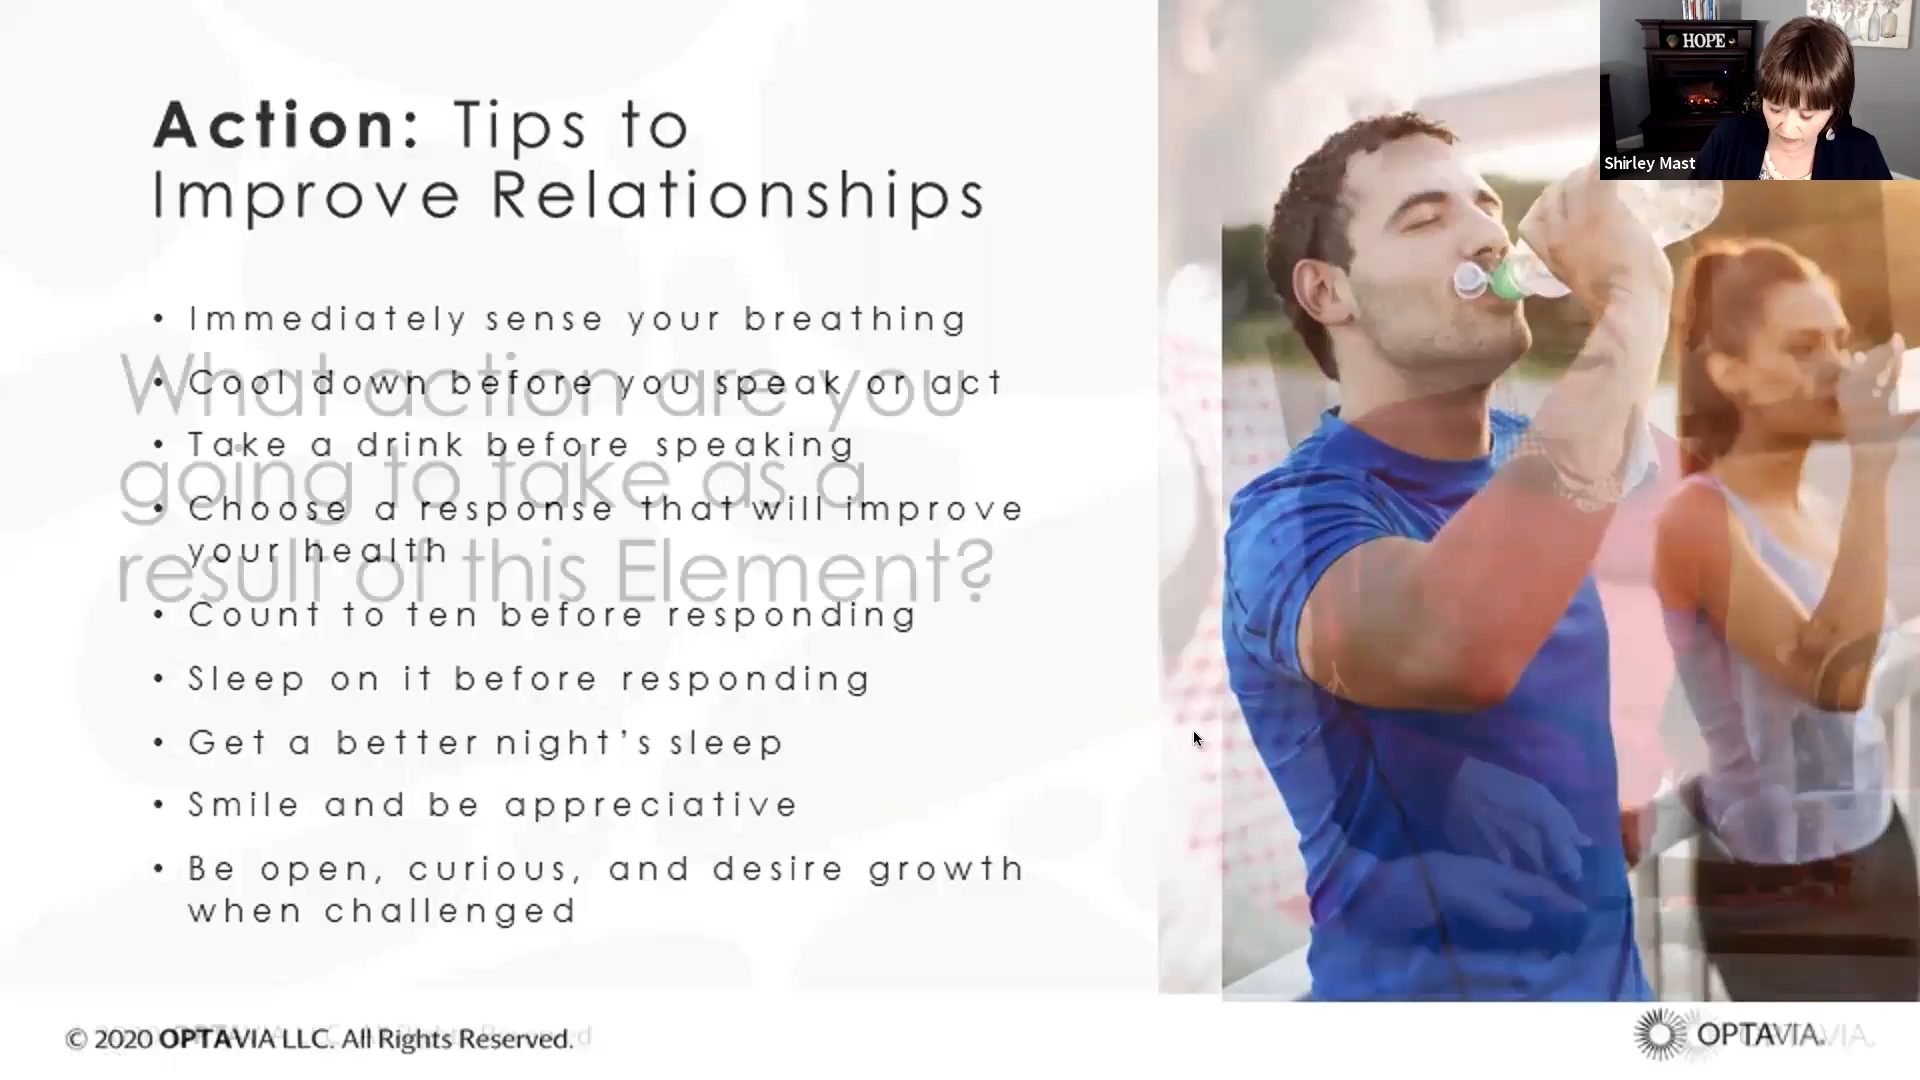 HOPE
Shirley Mast
Action: Tips to
Improve Relationships
• Immediately sense your breathing
• Cool down before you speak or act
• Take a drink before speaking
• Choose a response that will improve
your health
• Count to ten before responding
• Sleep on it before responding
• Get a better night’s sleep
• Smile and be appreciative
• Be open, curious, and desire growth
when challenged
What action are you
going to take as a
result of this Element?
© 2020 OPTAVIA LLC. All Rights Reserved.
OPTAVIA.